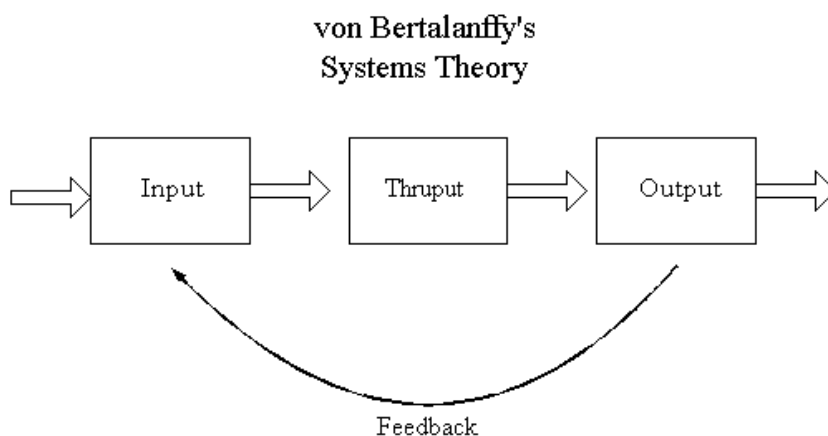 von Bertalanffy's
Systems Theory
Input
Thruput
Output
Feedback